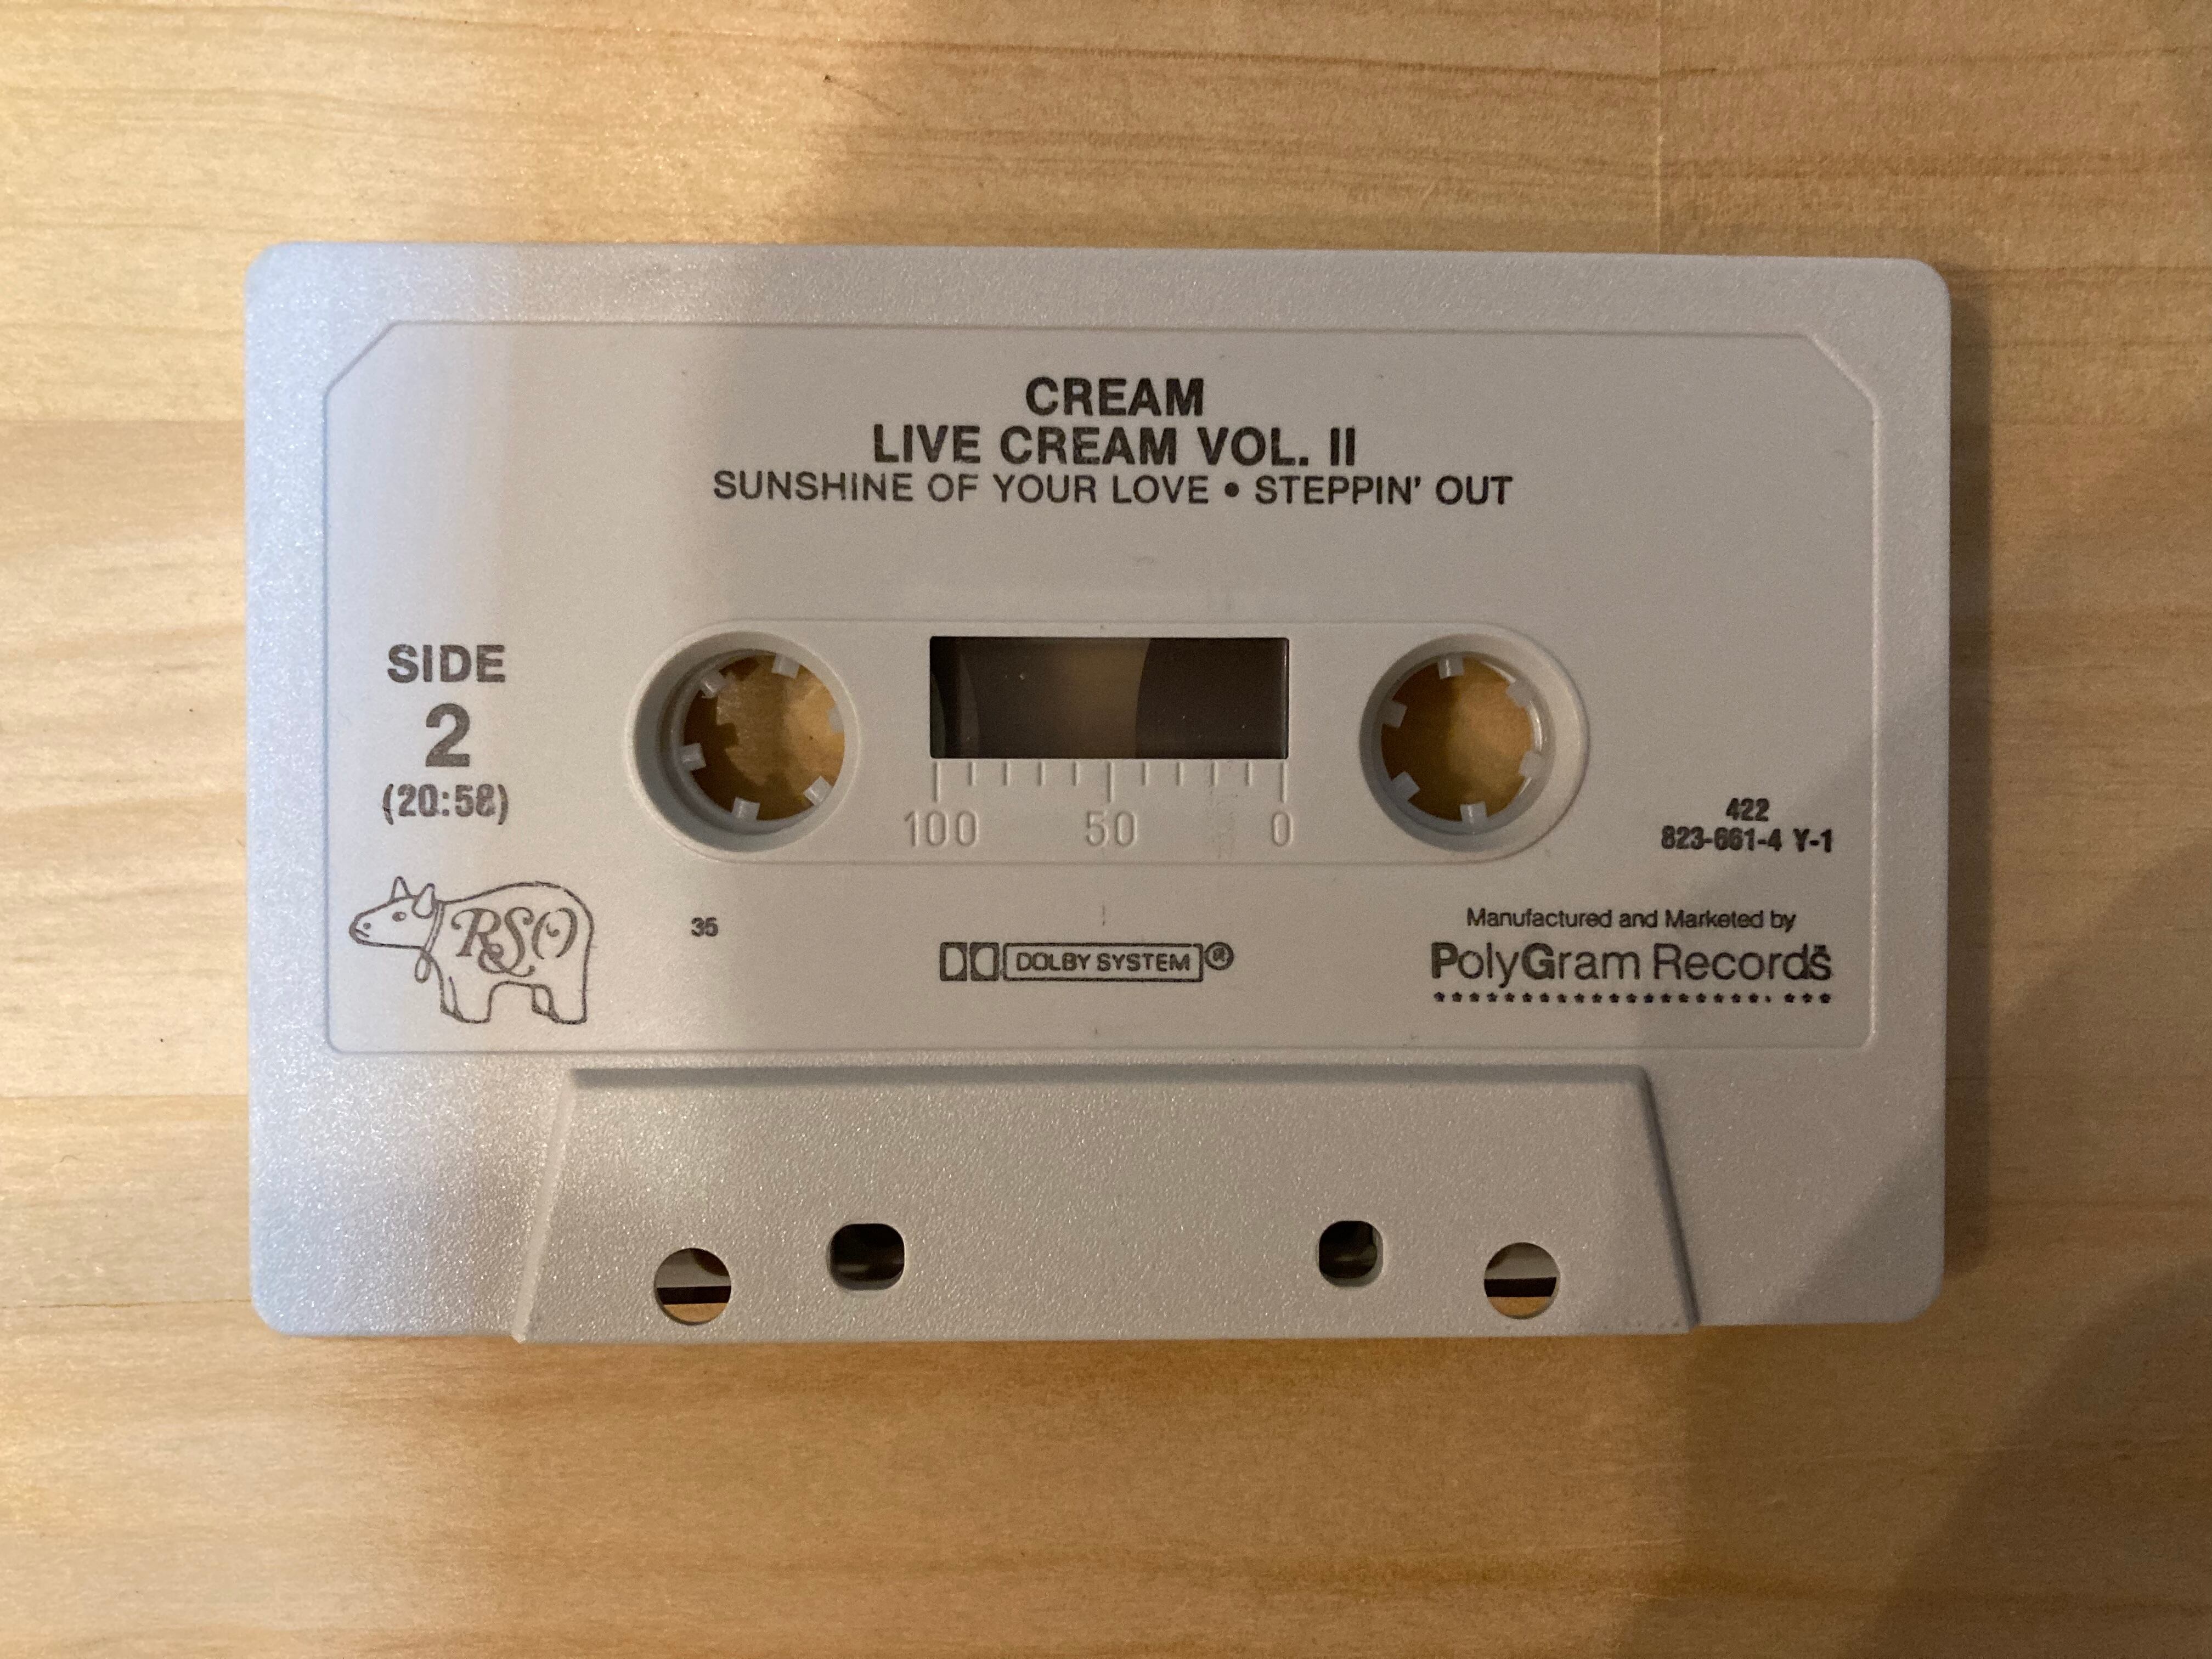 CREAM
LIVE CREAM VOL. II
SUNSHINE OF YOUR LOVE • STEPPIN' OUT
SIDE
2
(20:58)
100 50 0
422
823-661-4 Y-1
RSO
35
DOLBY SYSTEM®
Manufactured and Marketed by
PolyGram Records